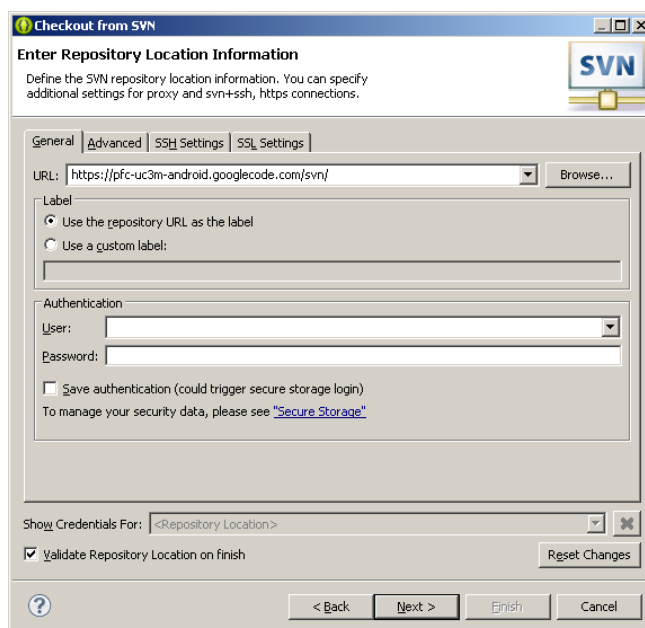 Checkout from SVN
Enter Repository Location Information
Define the SVN repository location information. You can specify
additional settings for proxy and svn+ssh, https connections.
SVN
General Advanced SSH Settings SSL Settings
URL: https://pfc-uc3m-android.googlecode.com/svn/ Browse...
Label
Use the repository URL as the label
Use a custom label:
Authentication
User:
Password:
Save authentication (could trigger secure storage login)
To manage your security data, please see "Secure Storage"
Show Credentials For: <Repository Location>
Validate Repository Location on finish Reset Changes
? < Back Next > Finish Cancel